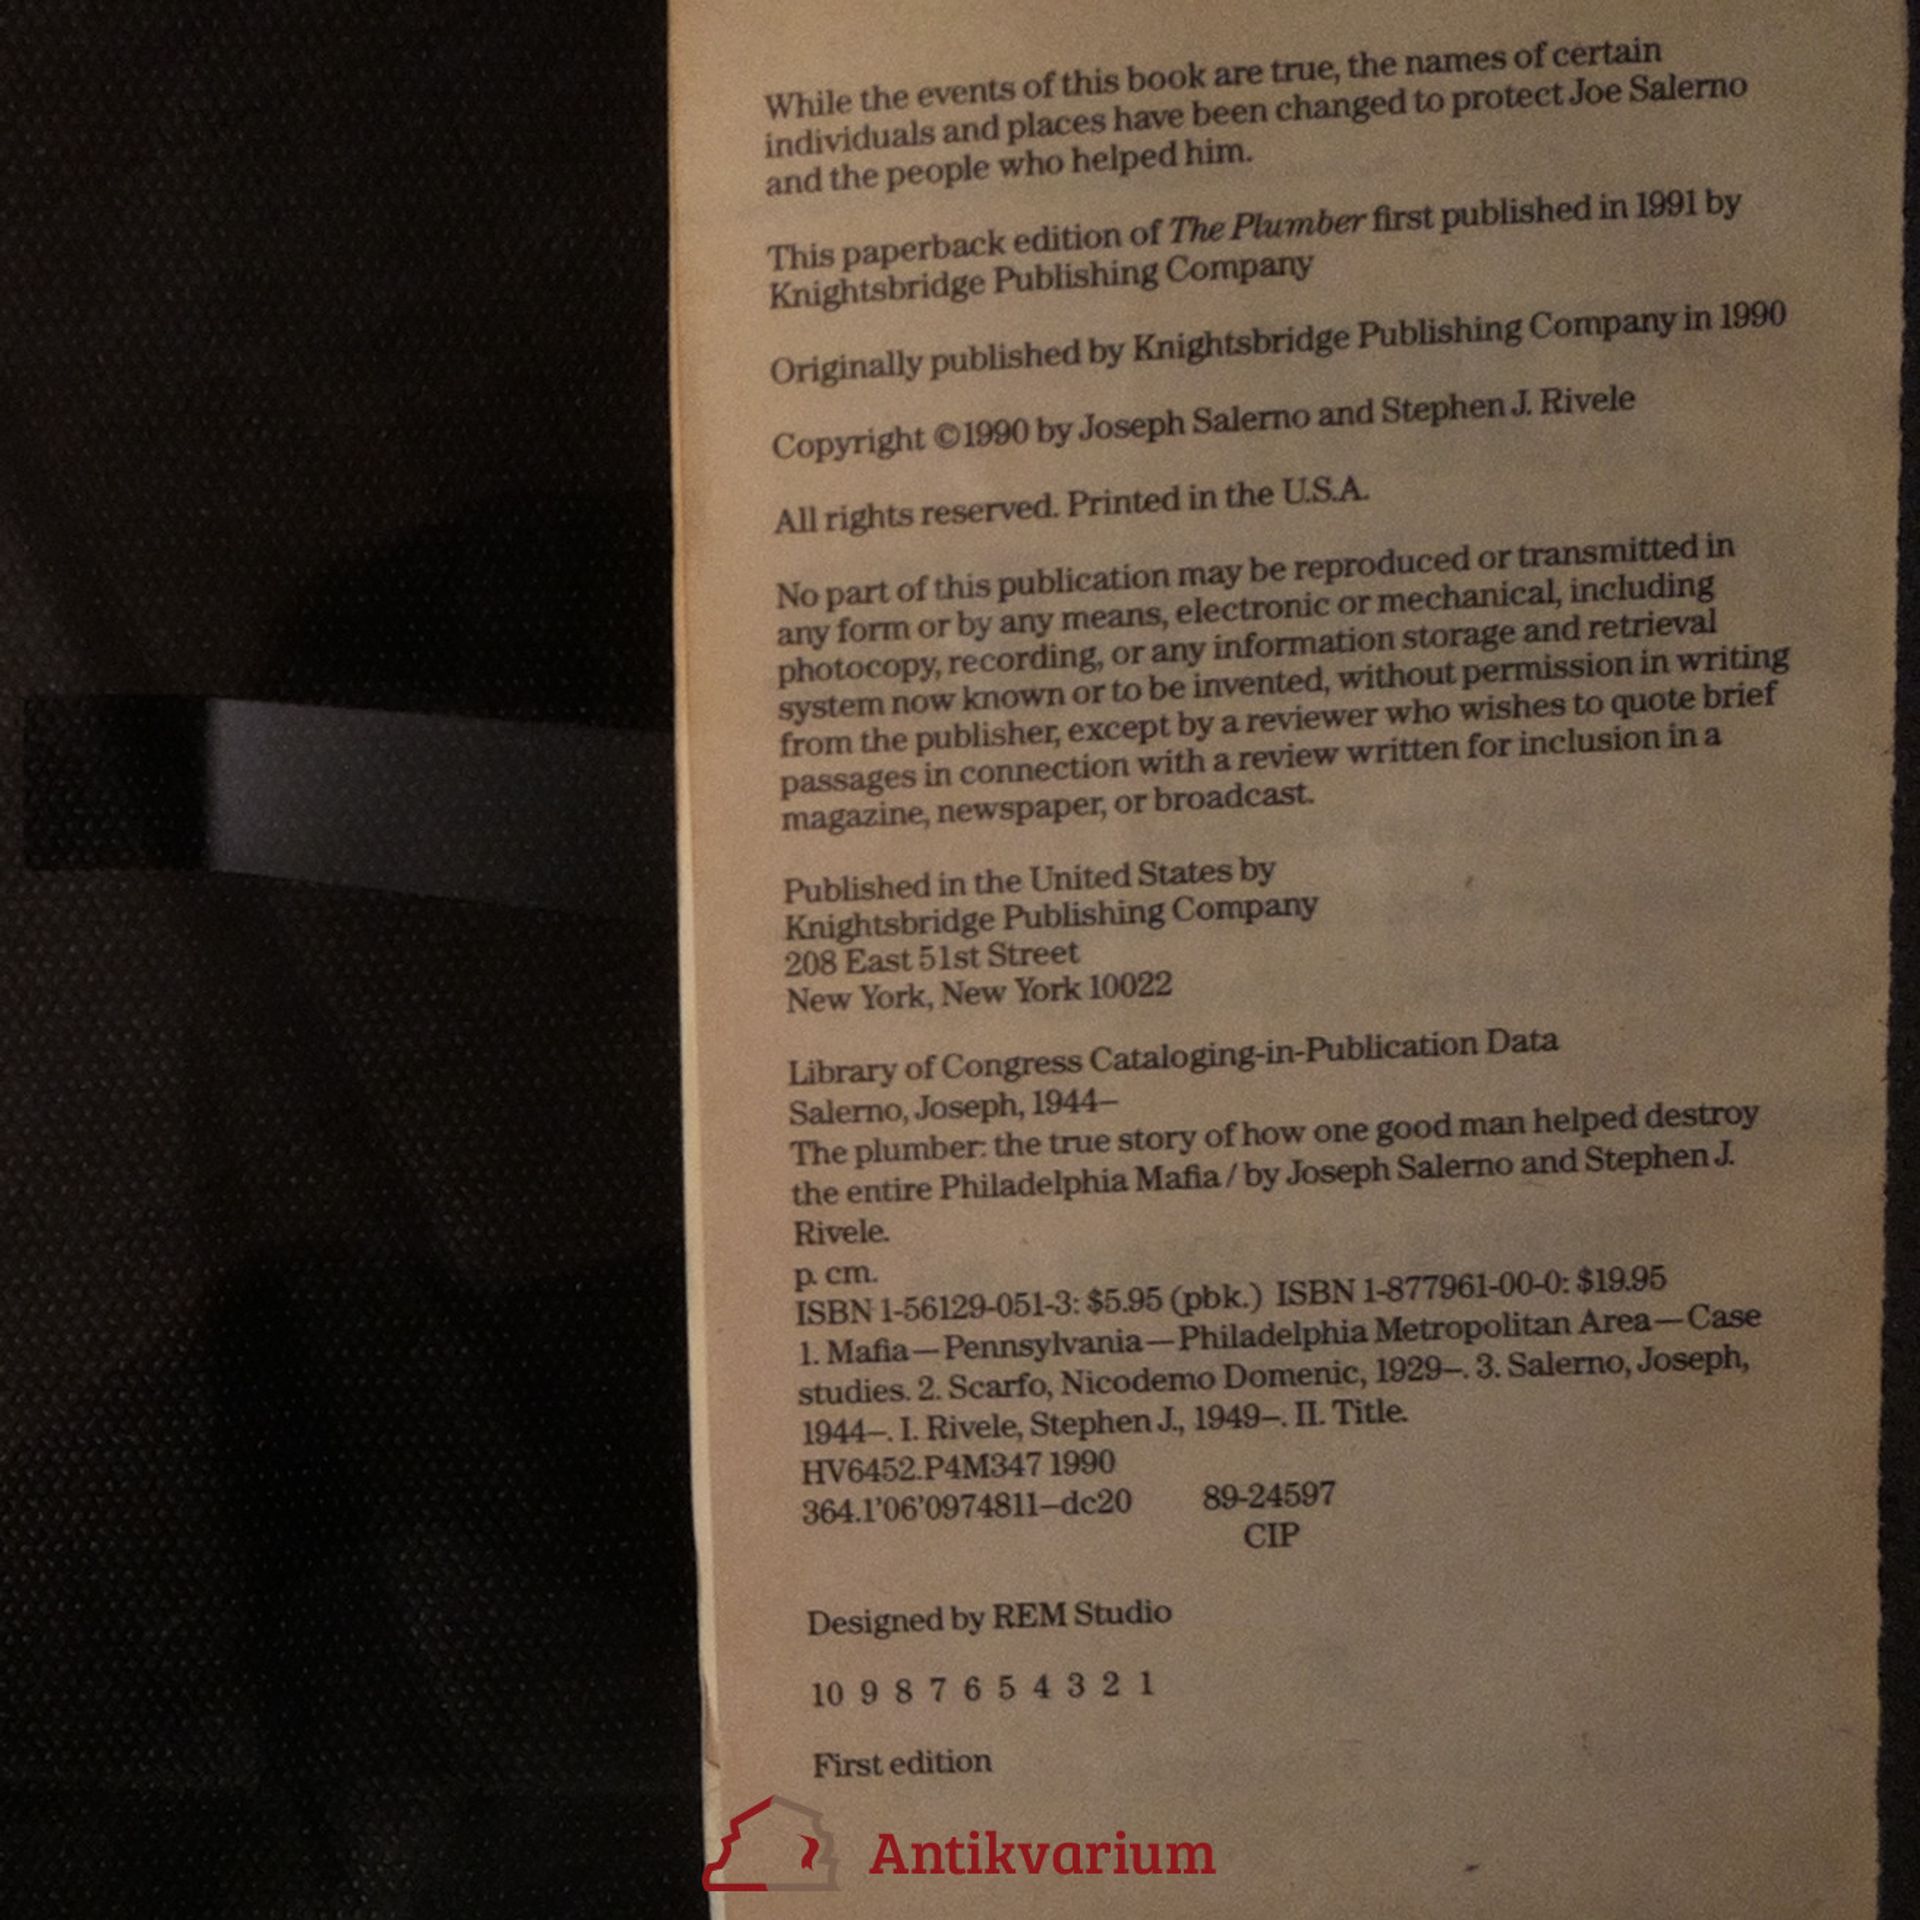 While the events of this book are true, the names of certain
individuals and places have been changed to protect Joe Salerno
and the people who helped him.
This paperback edition of The Plumber first published in 1991 by
Knightsbridge Publishing Company
Originally published by Knightsbridge Publishing Company in 1990
Copyright ©1990 by Joseph Salerno and Stephen J. Rivele
All rights reserved. Printed in the U.S.A.
No part of this publication may be reproduced or transmitted in
any form or by any means, electronic or mechanical, including
photocopy, recording, or any information storage and retrieval
system now known or to be invented, without permission in writing
from the publisher, except by a reviewer who wishes to quote brief
passages in connection with a review written for inclusion in a
magazine, newspaper, or broadcast.
Published in the United States by
Knightsbridge Publishing Company
208 East 51st Street
New York, New York 10022
Library of Congress Cataloging-in-Publication Data
Salerno, Joseph, 1944–
The plumber: the true story of how one good man helped destroy
the entire Philadelphia Mafia / by Joseph Salerno and Stephen J.
Rivele.
p. cm.
ISBN 1-56129-051-3: $5.95 (pbk.) ISBN 1-877961-00-0: $19.95
1. Mafia—Pennsylvania—Philadelphia Metropolitan Area—Case
studies. 2. Scarfo, Nicodemo Domenic, 1929–. 3. Salerno, Joseph,
1944–. I. Rivele, Stephen J., 1949–. II. Title.
HV6452.P4M347 1990
364.1'06'0974811–dc20 89-24597
CIP
Designed by REM Studio
10 9 8 7 6 5 4 3 2 1
First edition
Antikvarium